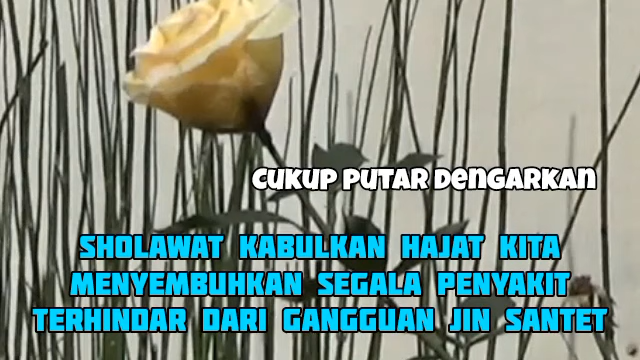 CUKUP PUTAR DENGARKAN
SHOLAWAT KABULKAN HAJAT KITA
MENYEMBUHKAN SEGALA PENYAKIT
TERHINDAR DARI GANGGUAN JIN SANTET